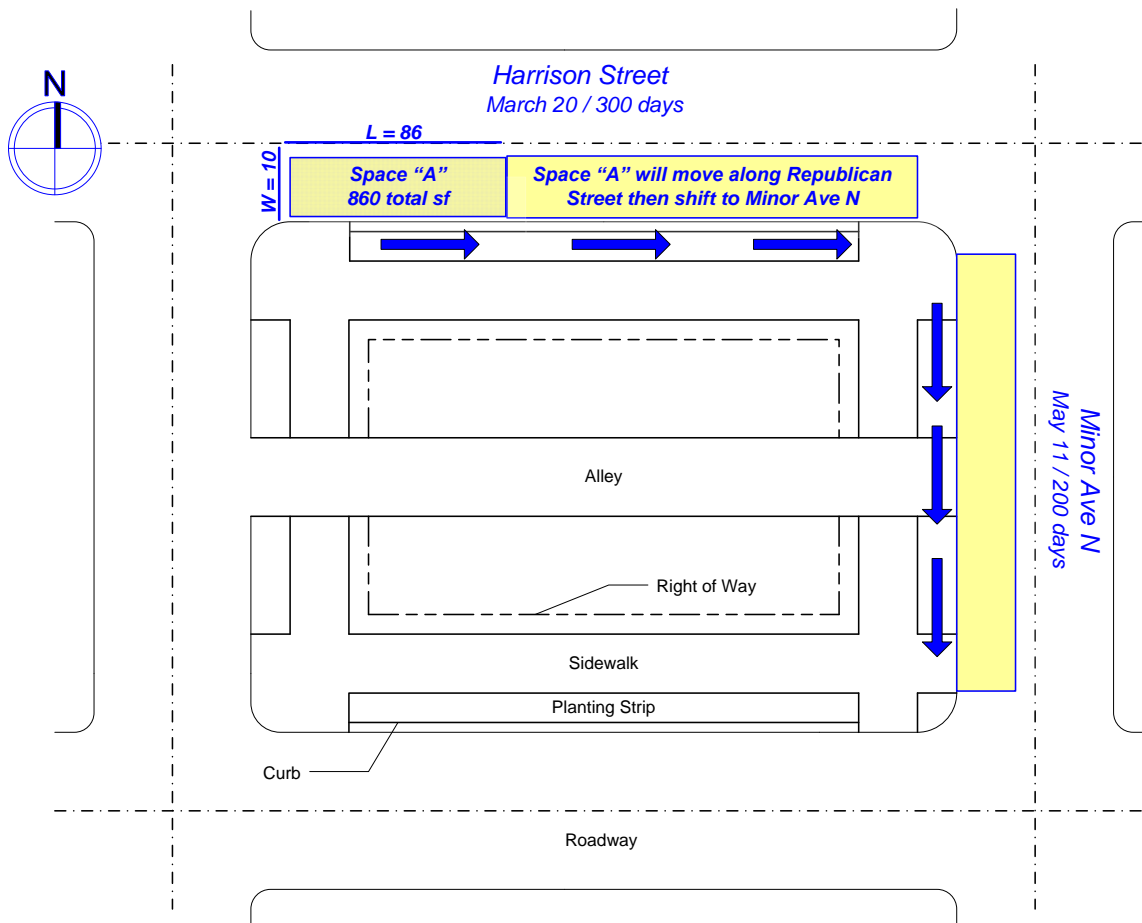 Harrison Street
March 20 / 300 days
N
L = 86
W = 10
Space “A”
860 total sf
Space “A” will move along Republican
Street then shift to Minor Ave N
Minor Ave N
May 11 / 200 days
Alley
Right of Way
Sidewalk
Planting Strip
Curb
Roadway